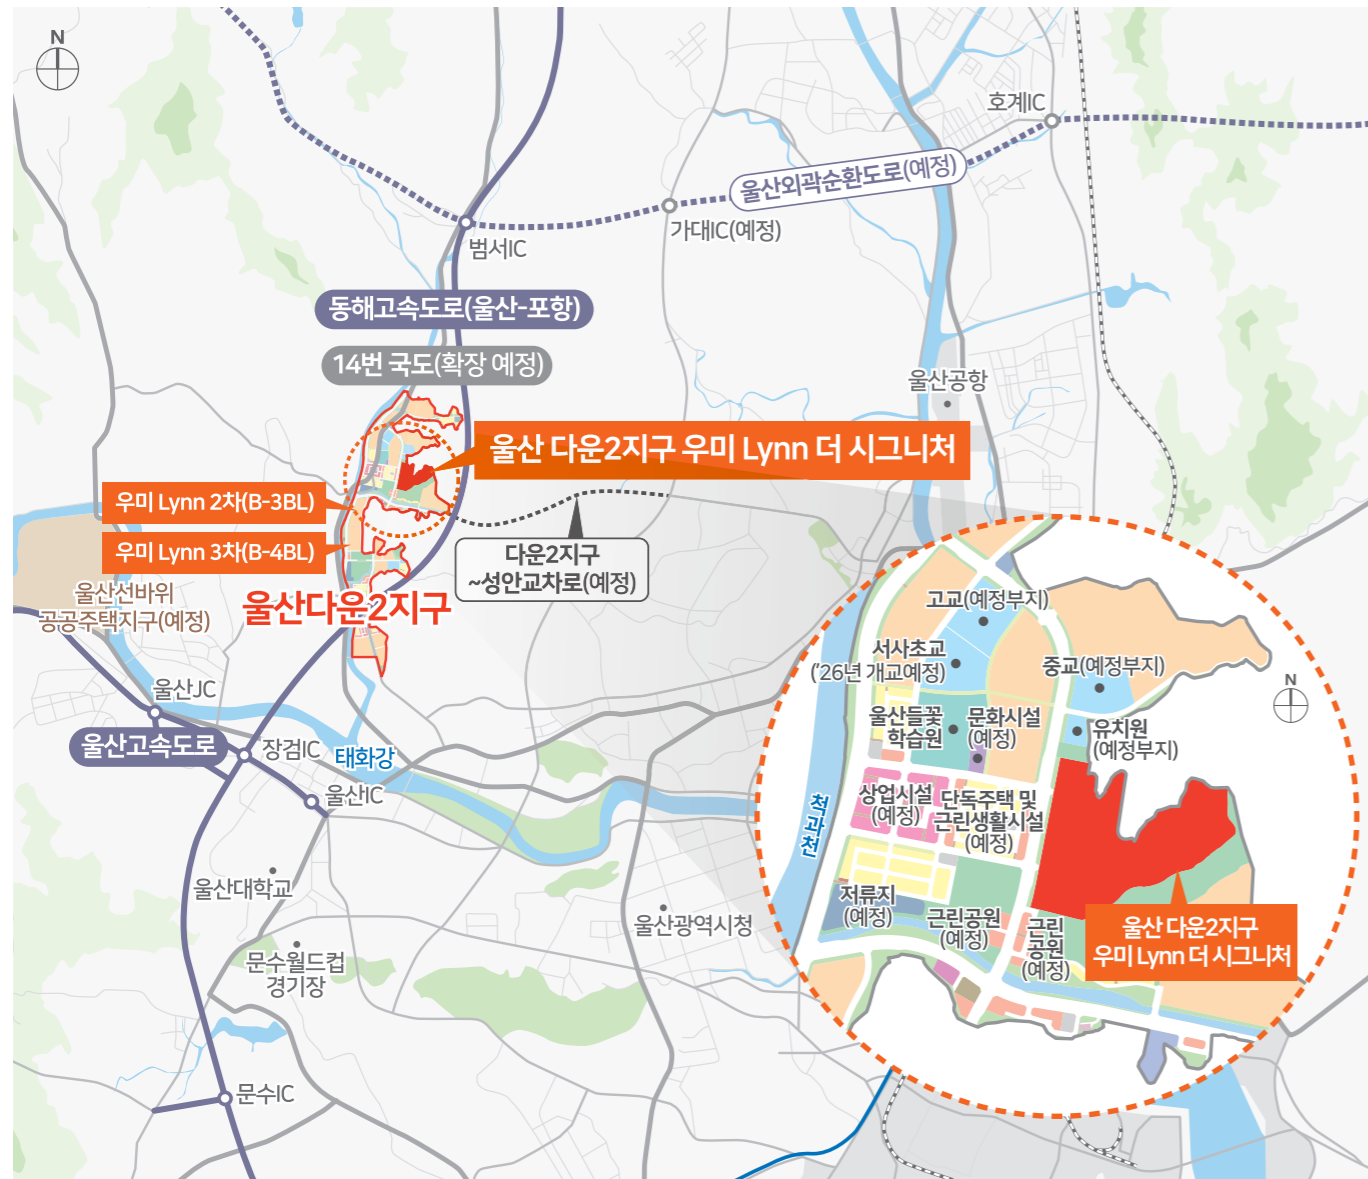 N
호계IC
울산외곽순환도로(예정)
가대IC(예정)
범서IC
동해고속도로(울산-포항)
14번 국도(확장 예정)
울산공항
울산 다운2지구 우미 Lynn 더 시그니처
우미 Lynn 2차(B-3BL)
우미 Lynn 3차(B-4BL)
다운2지구
~성안교차로(예정)
울산선바위
공공주택지구(예정)
울산다운2지구
울산JC
울산고속도로
장검IC
태화강
울산IC
울산대학교
울산광역시청
문수월드컵
경기장
문수IC
고교(예정부지)
서사초교
('26년 개교예정)
중교(예정부지)
N
울산들꽃
학습원
문화시설
(예정)
유치원
(예정부지)
상업시설
(예정)
단독주택 및
근린생활시설
(예정)
척과천
저류지
(예정)
근린공원
(예정)
근린
공원
(예정)
울산 다운2지구
우미 Lynn 더 시그니처